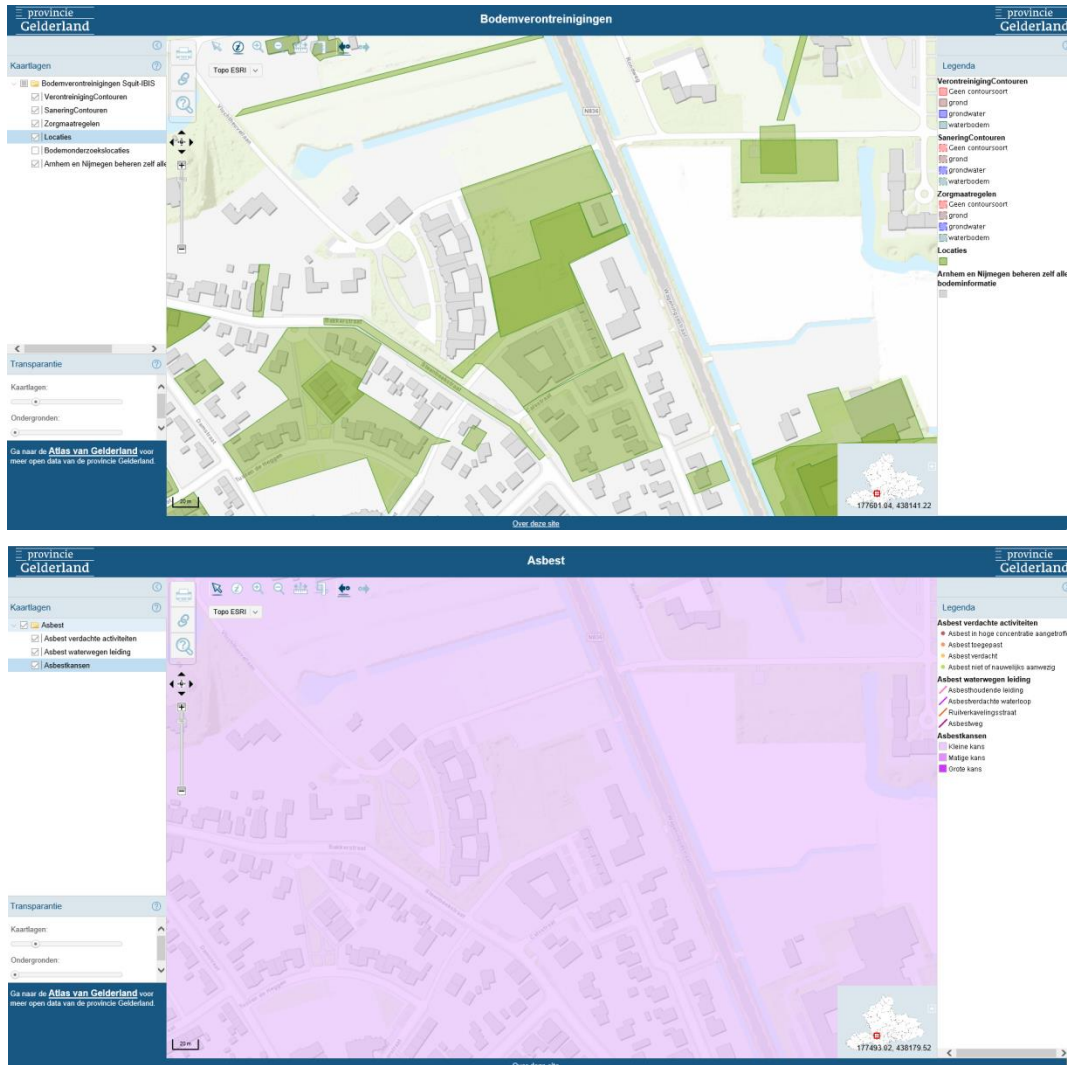 provincie
Gelderland
Bodemverontreinigingen
provincie
Gelderland
Kaartlagen
Bodemverontreinigingen Squit-IBIS
VerontreinigingContouren
SaneringContouren
Zorgmaatregelen
Locaties
Bodemonderzoekslocaties
Arnhem en Nijmegen beheren zelf alle
Topo ESRI
N836
Bakkerstraat
Legenda
VerontreinigingContouren
Geen contoursoort
grond
grondwater
waterbodem
SaneringContouren
Geen contoursoort
grond
grondwater
waterbodem
Zorgmaatregelen
Geen contoursoort
grond
grondwater
waterbodem
Locaties
Arnhem en Nijmegen beheren zelf alle
bodeminformatie
Transparantie
Kaartlagen:
Ondergronden:
Ga naar de Atlas van Gelderland voor
meer open data van de provincie Gelderland.
20 m
177601.04, 438141.22
Over deze site
provincie
Gelderland
Asbest
provincie
Gelderland
Kaartlagen
Asbest
Asbest verdachte activiteiten
Asbest waterwegen leiding
Asbestkansen
Topo ESRI
N836
Bakkerstraat
Legenda
Asbest verdachte activiteiten
Asbest in hoge concentratie aangetroff
Asbest toegepast
Asbest verdacht
Asbest niet of nauwelijks aanwezig
Asbest waterwegen leiding
Asbesthoudende leiding
Asbestverdachte waterloop
Ruilverkavelingsstraat
Asbestweg
Asbestkansen
Kleine kans
Matige kans
Grote kans
Transparantie
Kaartlagen:
Ondergronden:
Ga naar de Atlas van Gelderland voor
meer open data van de provincie Gelderland.
20 m
177493.02, 438179.52
Over deze site